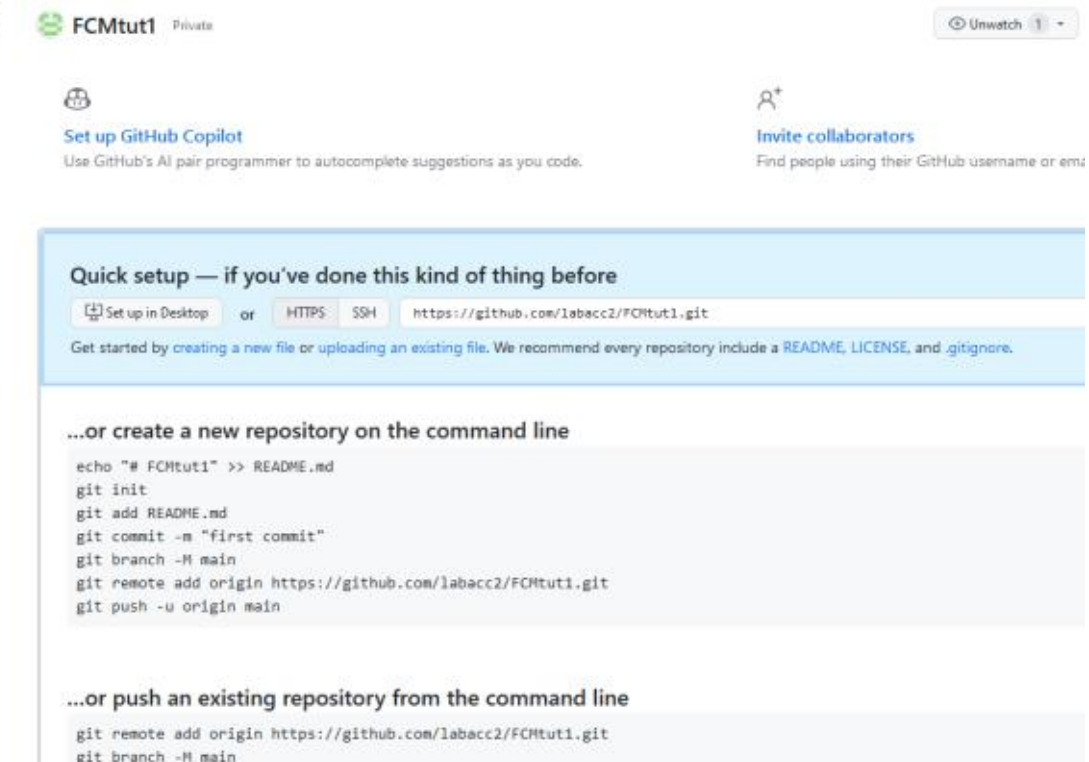 FCMtut1 Private
Unwatch 1
Set up GitHub Copilot
Use GitHub's AI pair programmer to autocomplete suggestions as you code.
Invite collaborators
Find people using their GitHub username or ema
Quick setup — if you've done this kind of thing before
Set up in Desktop or HTTPS SSH https://github.com/labacc2/FCMtut1.git
Get started by creating a new file or uploading an existing file. We recommend every repository include a README, LICENSE, and .gitignore.
...or create a new repository on the command line
echo "# FCMtut1" >> README.md
git init
git add README.md
git commit -m "first commit"
git branch -M main
git remote add origin https://github.com/labacc2/FCMtut1.git
git push -u origin main
...or push an existing repository from the command line
git remote add origin https://github.com/labacc2/FCMtut1.git
git branch -M main